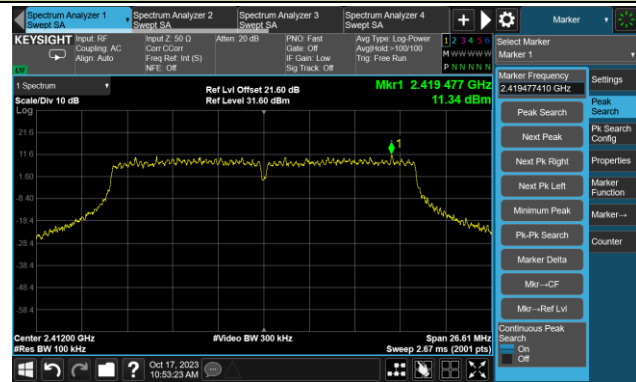 Spectrum Analyzer 1
Swept SA
Spectrum Analyzer 2
Swept SA
Spectrum Analyzer 3
Swept SA
Spectrum Analyzer 4
Swept SA
Marker
KEYSIGHT
Input: RF
Coupling: AC
Align: Auto
Input Z: 50 Ω
Corr CCorr
Freq Ref: Int (S)
NFE: Off
Atten: 20 dB
PNO: Fast
Gate: Off
IF Gain: Low
Sig Track: Off
Avg Type: Log-Power
Avg|Hold:>100/100
Trig: Free Run
1 2 3 4 5 6
M W W W W W
P N N N N N
Select Marker
Marker 1
1 Spectrum
Scale/Div 10 dB
Log
Ref Lvl Offset 21.60 dB
Ref Level 31.60 dBm
Mkr1 2.419 477 GHz
11.34 dBm
21.6
11.6
1.60
-8.40
-18.4
-28.4
-38.4
-48.4
-58.4
1
Center 2.41200 GHz
#Res BW 100 kHz
#Video BW 300 kHz
Span 26.61 MHz
Sweep 2.67 ms (2001 pts)
Marker Frequency
2.419477410 GHz
Peak Search
Next Peak
Next Pk Right
Next Pk Left
Minimum Peak
Pk-Pk Search
Marker Delta
Mkr→CF
Mkr→Ref Lvl
Continuous Peak
Search
On
Off
Settings
Peak
Search
Pk Search
Config
Properties
Marker
Function
Marker→
Counter
Oct 17, 2023
10:53:23 AM